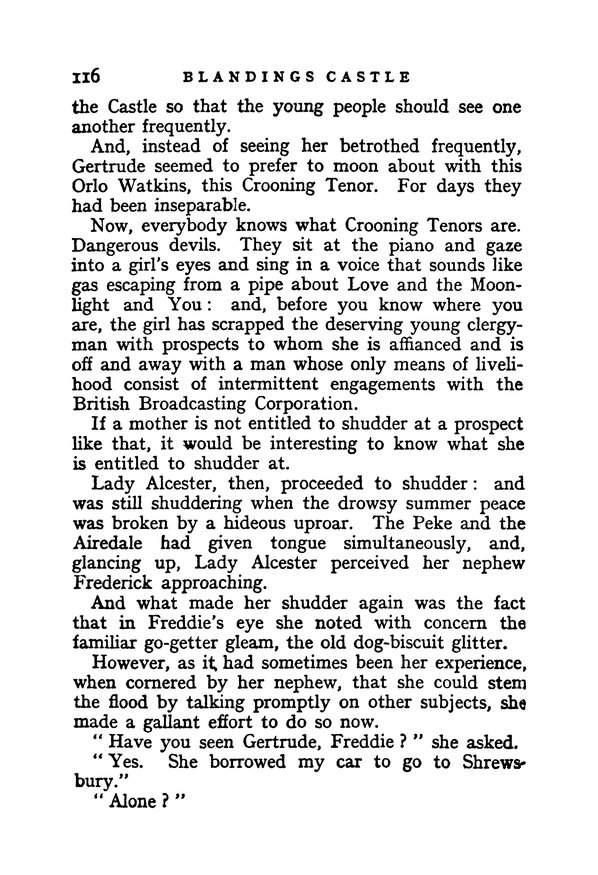 116 BLANDINGS CASTLE
the Castle so that the young people should see one
another frequently.
And, instead of seeing her betrothed frequently,
Gertrude seemed to prefer to moon about with this
Orlo Watkins, this Crooning Tenor. For days they
had been inseparable.
Now, everybody knows what Crooning Tenors are.
Dangerous devils. They sit at the piano and gaze
into a girl's eyes and sing in a voice that sounds like
gas escaping from a pipe about Love and the Moon-
light and You : and, before you know where you
are, the girl has scrapped the deserving young clergy-
man with prospects to whom she is affianced and is
off and away with a man whose only means of liveli-
hood consist of intermittent engagements with the
British Broadcasting Corporation.
If a mother is not entitled to shudder at a prospect
like that, it would be interesting to know what she
is entitled to shudder at.
Lady Alcester, then, proceeded to shudder : and
was still shuddering when the drowsy summer peace
was broken by a hideous uproar. The Peke and the
Airedale had given tongue simultaneously, and,
glancing up, Lady Alcester perceived her nephew
Frederick approaching.
And what made her shudder again was the fact
that in Freddie's eye she noted with concern the
familiar go-getter gleam, the old dog-biscuit glitter.
However, as it had sometimes been her experience,
when cornered by her nephew, that she could stem
the flood by talking promptly on other subjects, she
made a gallant effort to do so now.
" Have you seen Gertrude, Freddie ? " she asked.
" Yes. She borrowed my car to go to Shrews-
bury."
" Alone ? "